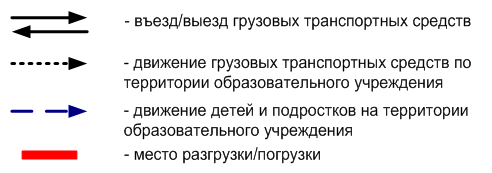 - въезд/выезд грузовых транспортных средств
- движение грузовых транспортных средств по
территории образовательного учреждения
- движение детей и подростков на территории
образовательного учреждения
- место разгрузки/погрузки